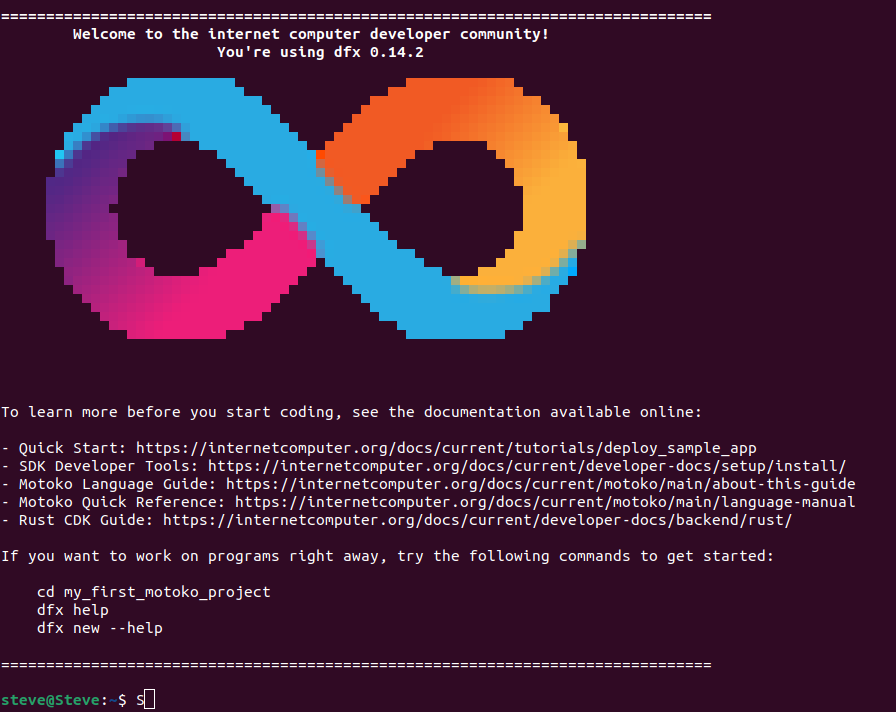 ===============================================================================
        Welcome to the internet computer developer community!
                        You're using dfx 0.14.2
To learn more before you start coding, see the documentation available online:
- Quick Start: https://internetcomputer.org/docs/current/tutorials/deploy_sample_app
- SDK Developer Tools: https://internetcomputer.org/docs/current/developer-docs/setup/install/
- Motoko Language Guide: https://internetcomputer.org/docs/current/motoko/main/about-this-guide
- Motoko Quick Reference: https://internetcomputer.org/docs/current/motoko/main/language-manual
- Rust CDK Guide: https://internetcomputer.org/docs/current/developer-docs/backend/rust/
If you want to work on programs right away, try the following commands to get started:
    cd my_first_motoko_project
    dfx help
    dfx new --help
===============================================================================
steve@Steve:~$ S